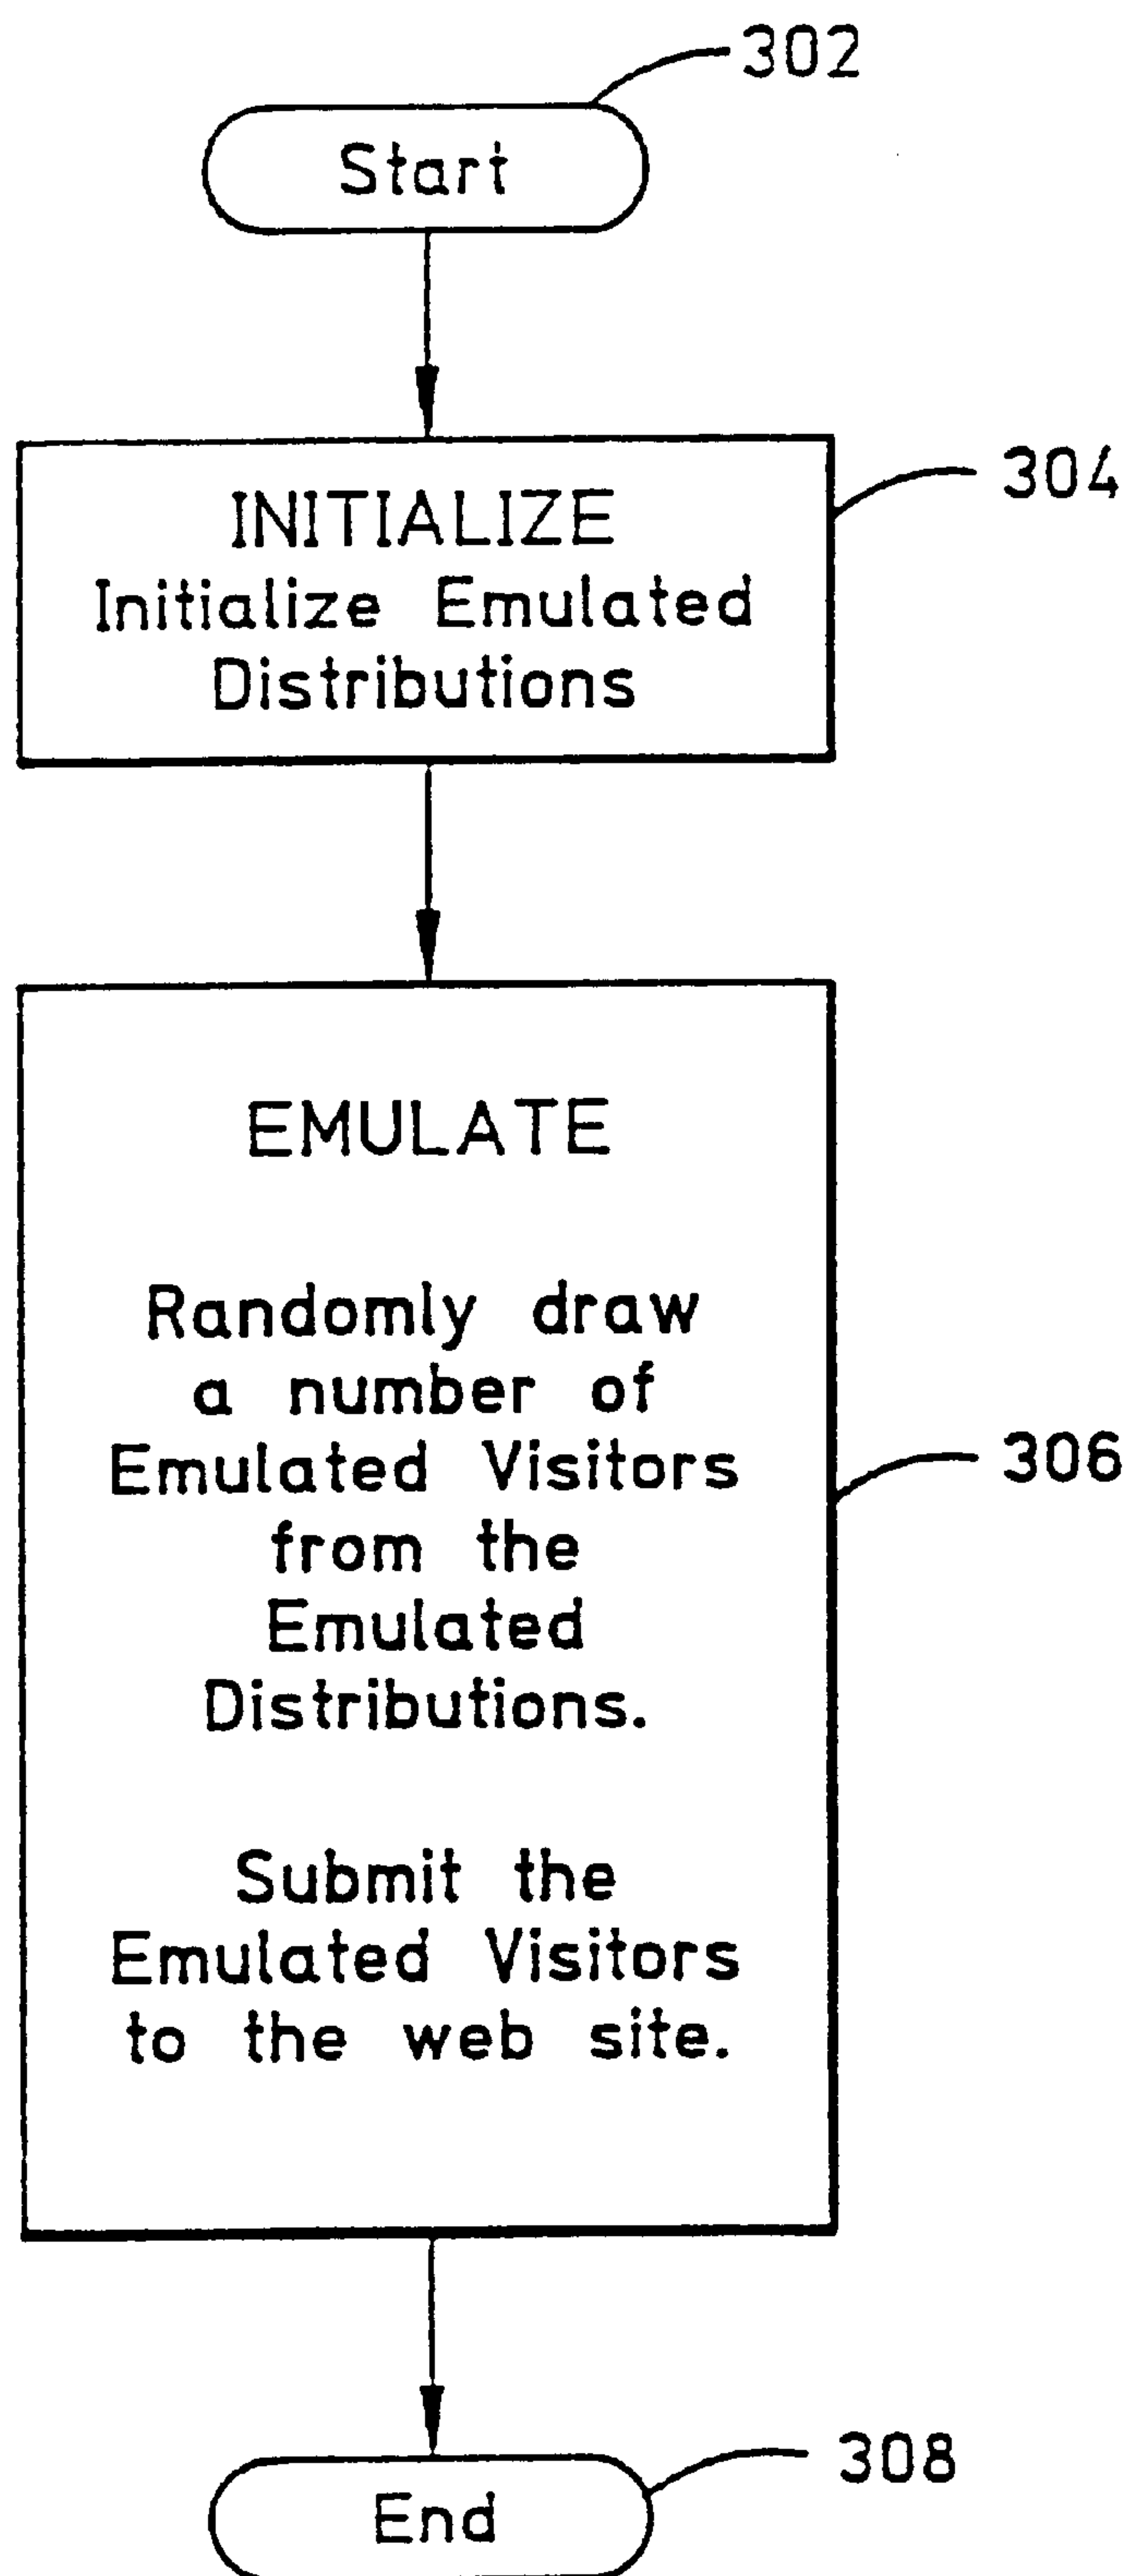 302
Start
304
INITIALIZE
Initialize Emulated
Distributions
EMULATE
Randomly draw
a number of
Emulated Visitors
from the
Emulated
Distributions.
306
Submit the
Emulated Visitors
to the web site.
308
End